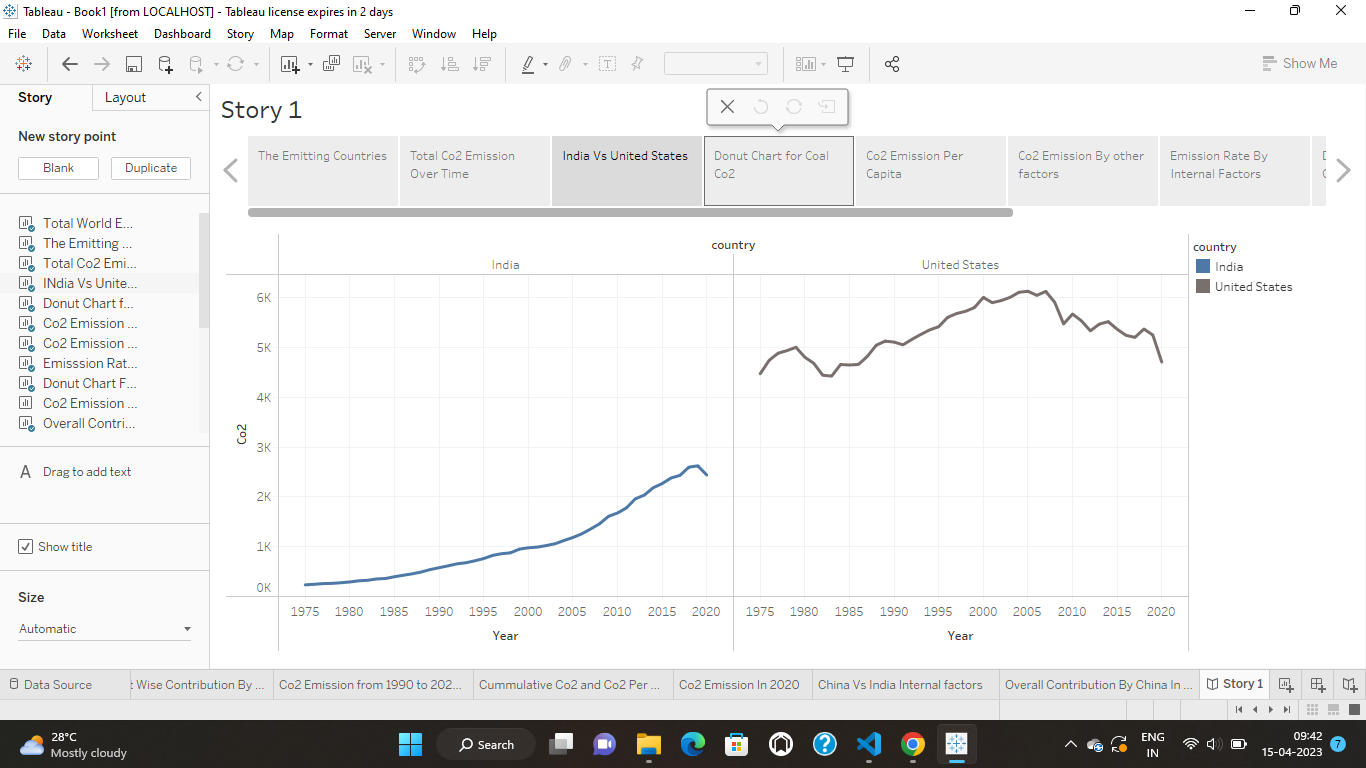 Tableau - Book1 [from LOCALHOST] - Tableau license expires in 2 days
File Data Worksheet Dashboard Story Map Format Server Window Help
Show Me
Story Layout
New story point
Blank Duplicate
Total World E...
The Emitting ...
Total Co2 Emi...
INdia Vs Unite...
Donut Chart f...
Co2 Emission ...
Co2 Emission ...
Emisssion Rat...
Donut Chart F...
Co2 Emission ...
Overall Contri...
A Drag to add text
Show title
Size
Automatic
Story 1
The Emitting Countries
Total Co2 Emission
Over Time
India Vs United States
Donut Chart for Coal
Co2
Co2 Emission Per
Capita
Co2 Emission By other
factors
Emission Rate By
Internal Factors
country
India United States
6K
5K
4K
3K
2K
1K
0K
Co2
1975 1980 1985 1990 1995 2000 2005 2010 2015 2020 1975 1980 1985 1990 1995 2000 2005 2010 2015 2020
Year Year
country
India
United States
Data Source t Wise Contribution By ... Co2 Emission from 1990 to 202... Cummulative Co2 and Co2 Per ... Co2 Emission In 2020 China Vs India Internal factors Overall Contribution By China In ... Story 1
28°C
Mostly cloudy
Search
ENG
IN
09:42
15-04-2023
7